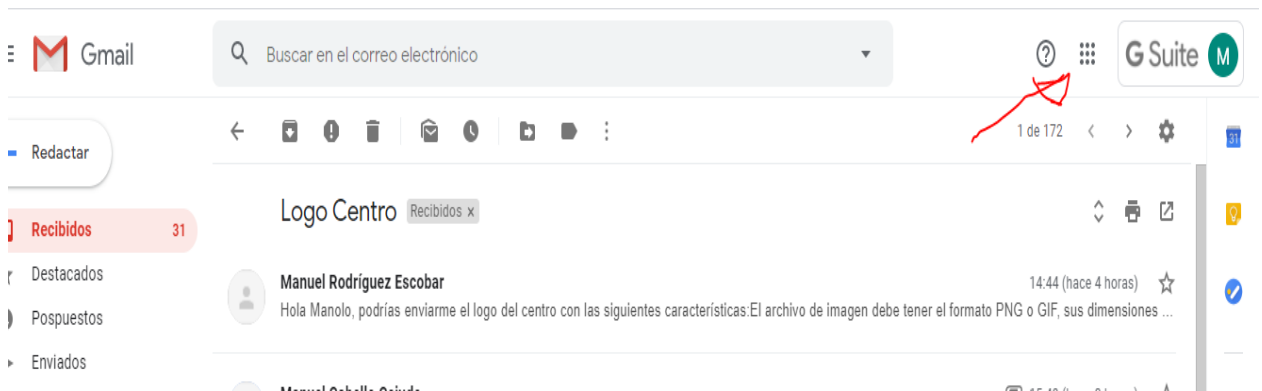 Gmail
Buscar en el correo electrónico
G Suite
M
Redactar
1 de 172
31
Logo Centro Recibidos x
Recibidos 31
Manuel Rodríguez Escobar 14:44 (hace 4 horas)
Destacados
Hola Manolo, podrías enviarme el logo del centro con las siguientes características:El archivo de imagen debe tener el formato PNG o GIF, sus dimensiones ...
Pospuestos
Enviados